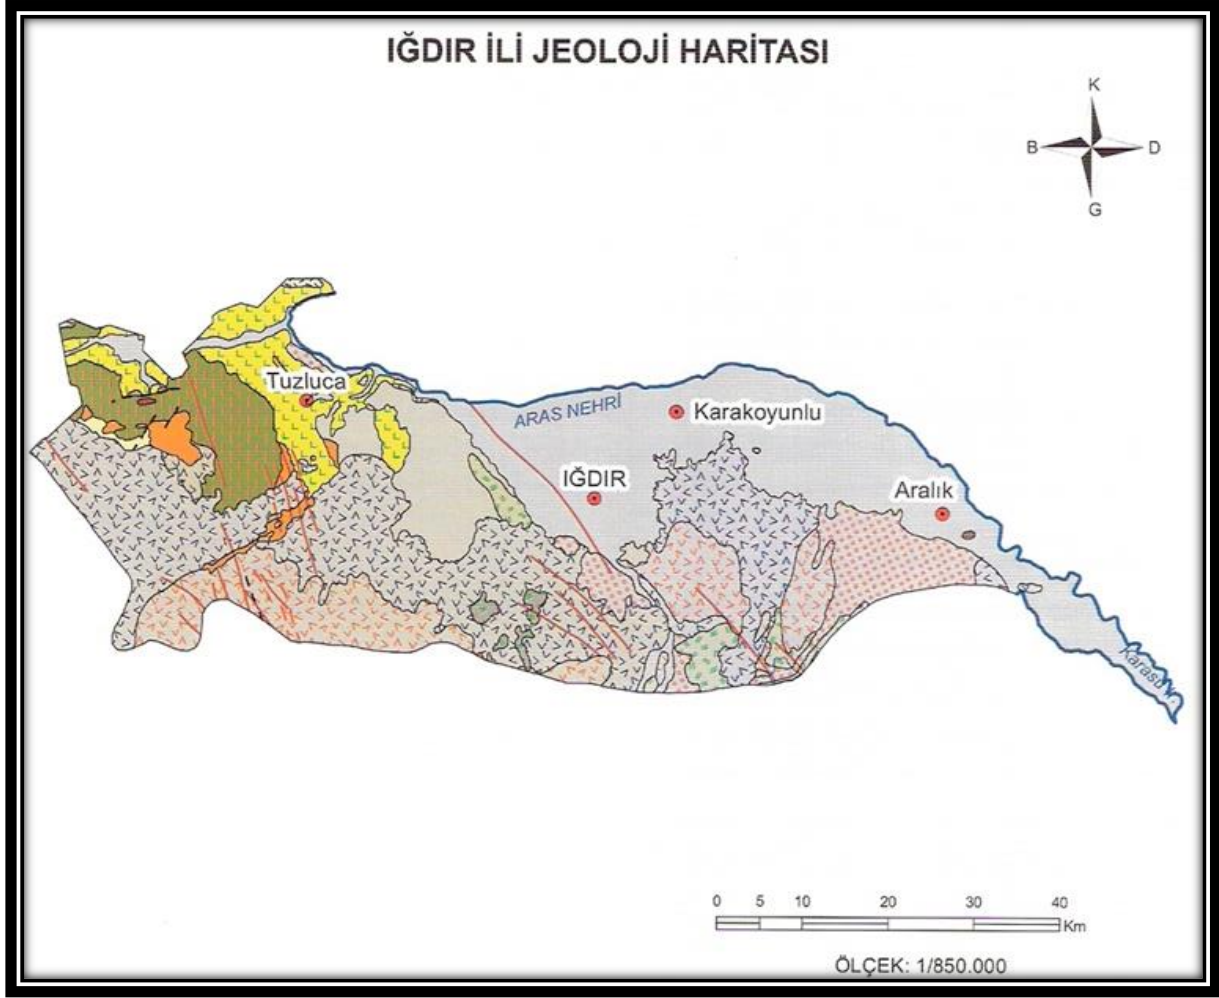 IĞDIR İLİ JEOLOJİ HARİTASI
K
B
D
G
Tuzluca
ARAS NEHRİ
Karakoyunlu
IĞDIR
Aralık
Karasu
0 5 10 20 30 40
Km
ÖLÇEK: 1/850.000